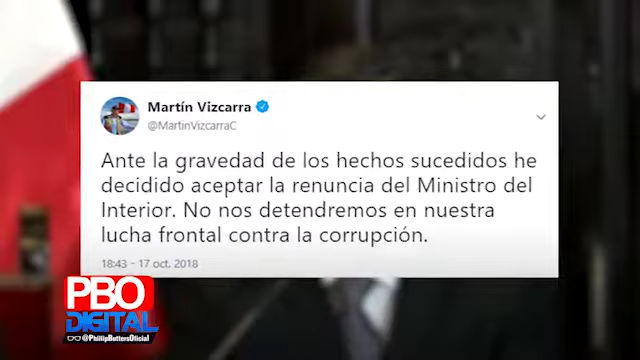 Martín Vizcarra
@MartinVizcarraC
Ante la gravedad de los hechos sucedidos he
decidido aceptar la renuncia del Ministro del
Interior. No nos detendremos en nuestra
lucha frontal contra la corrupción.
18:43 - 17 oct. 2018
PBO
DIGITAL
@PhillipButtersOficial